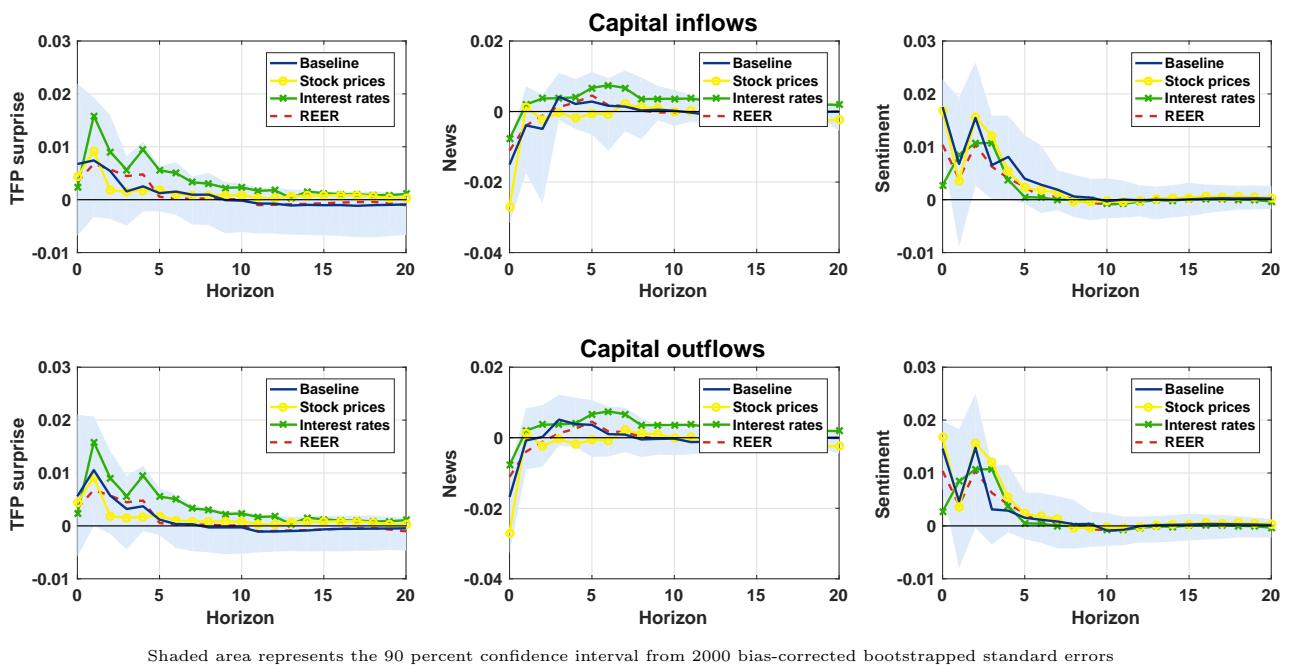 Capital inflows
TFP surprise
0.03
0.02
0.01
0
-0.01
Baseline
Stock prices
Interest rates
REER
0 5 10 15 20
Horizon
News
0.02
0
-0.02
-0.04
Baseline
Stock prices
Interest rates
REER
0 5 10 15 20
Horizon
Sentiment
0.03
0.02
0.01
0
-0.01
Baseline
Stock prices
Interest rates
REER
0 5 10 15 20
Horizon
Capital outflows
TFP surprise
0.03
0.02
0.01
0
-0.01
Baseline
Stock prices
Interest rates
REER
0 5 10 15 20
Horizon
News
0.02
0
-0.02
-0.04
Baseline
Stock prices
Interest rates
REER
0 5 10 15 20
Horizon
Sentiment
0.03
0.02
0.01
0
-0.01
Baseline
Stock prices
Interest rates
REER
0 5 10 15 20
Horizon
Shaded area represents the 90 percent confidence interval from 2000 bias-corrected bootstrapped standard errors